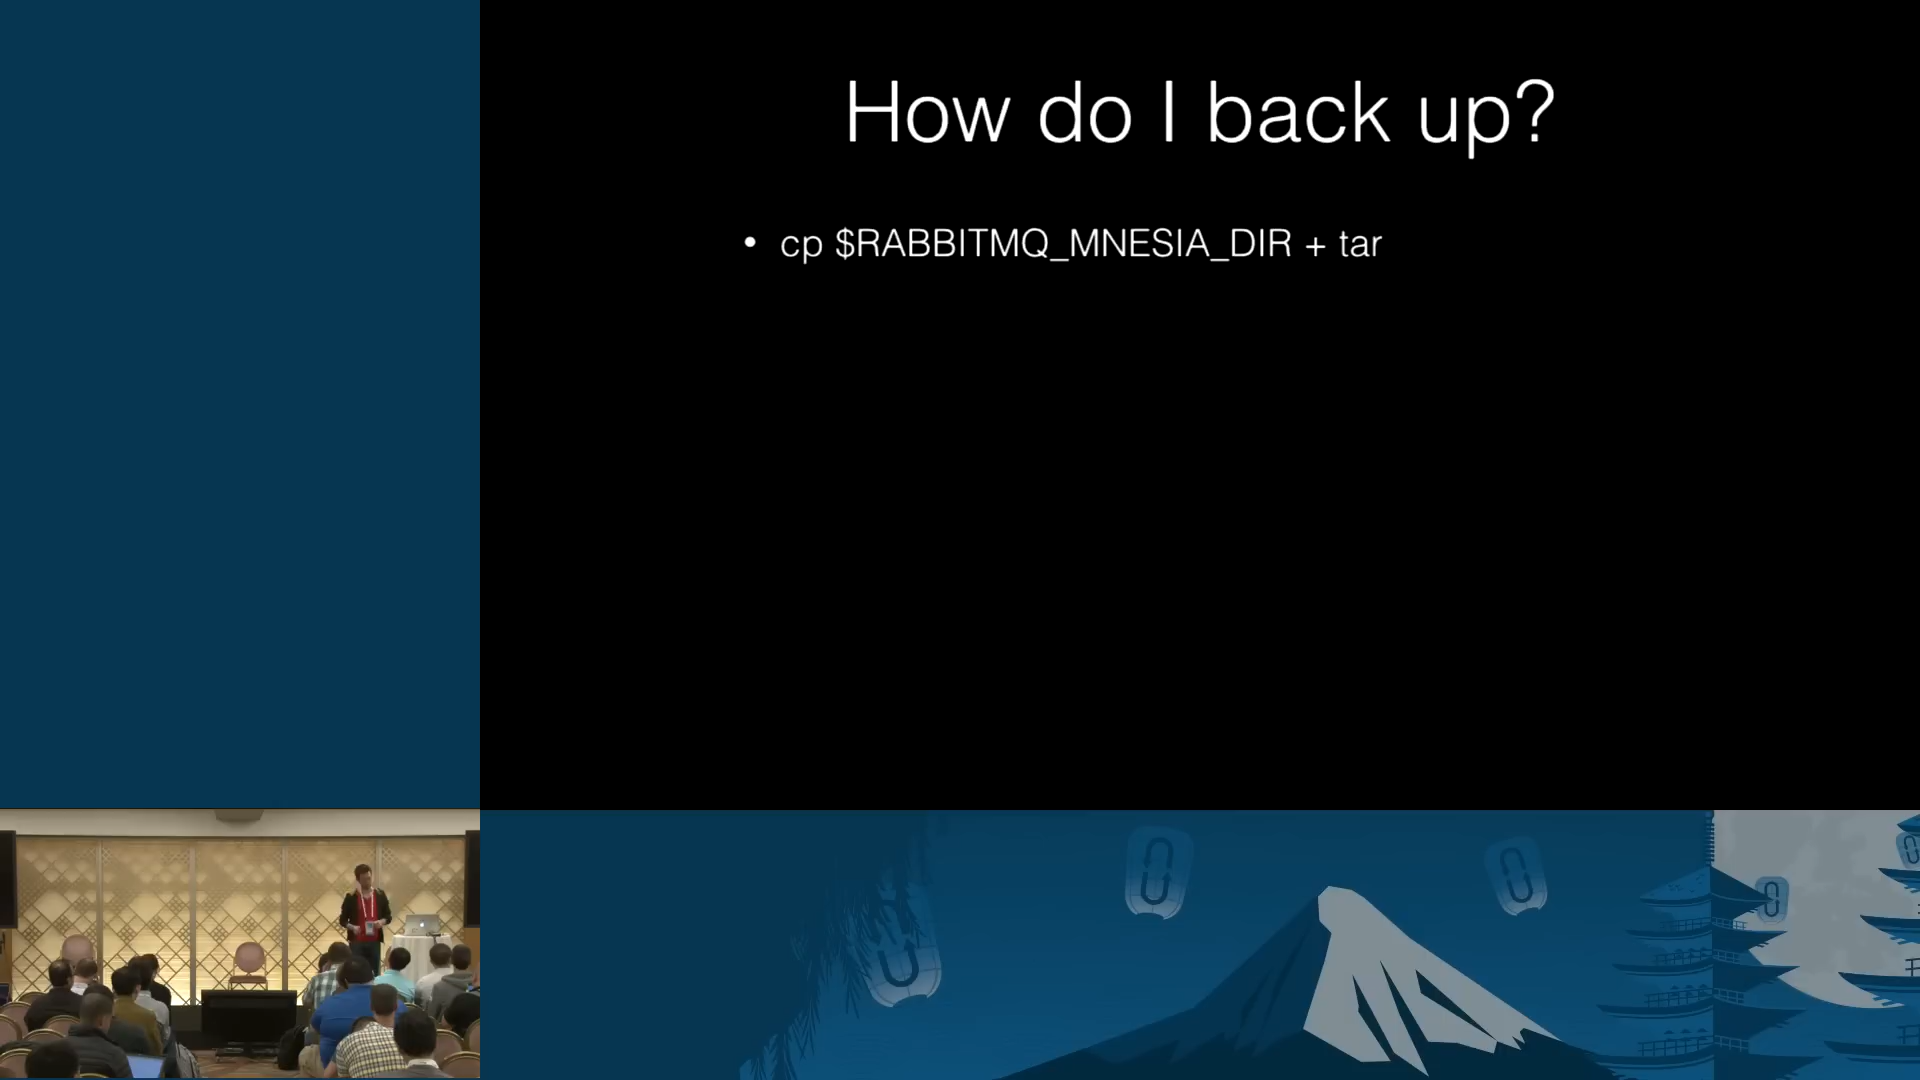 How do I back up?
• cp $RABBITMQ_MNESIA_DIR + tar